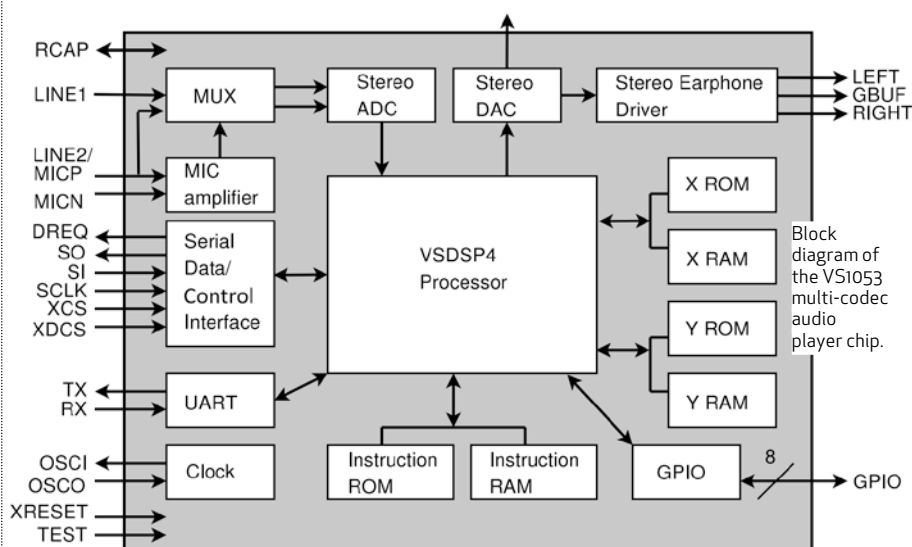 RCAP
LINE1
LINE2/
MICP
MICN
DREQ
SO
SI
SCLK
XCS
XDCS
TX
RX
OSCI
OSCO
XRESET
TEST
MUX
Stereo
ADC
Stereo
DAC
Stereo Earphone
Driver
LEFT
GBUF
RIGHT
MIC
amplifier
Serial
Data/
Control
Interface
VSDSP4
Processor
X ROM
X RAM
Y ROM
Y RAM
UART
Clock
Instruction
ROM
Instruction
RAM
GPIO
8
GPIO
Block
diagram of
the VS1053
multi-codec
audio
player chip.